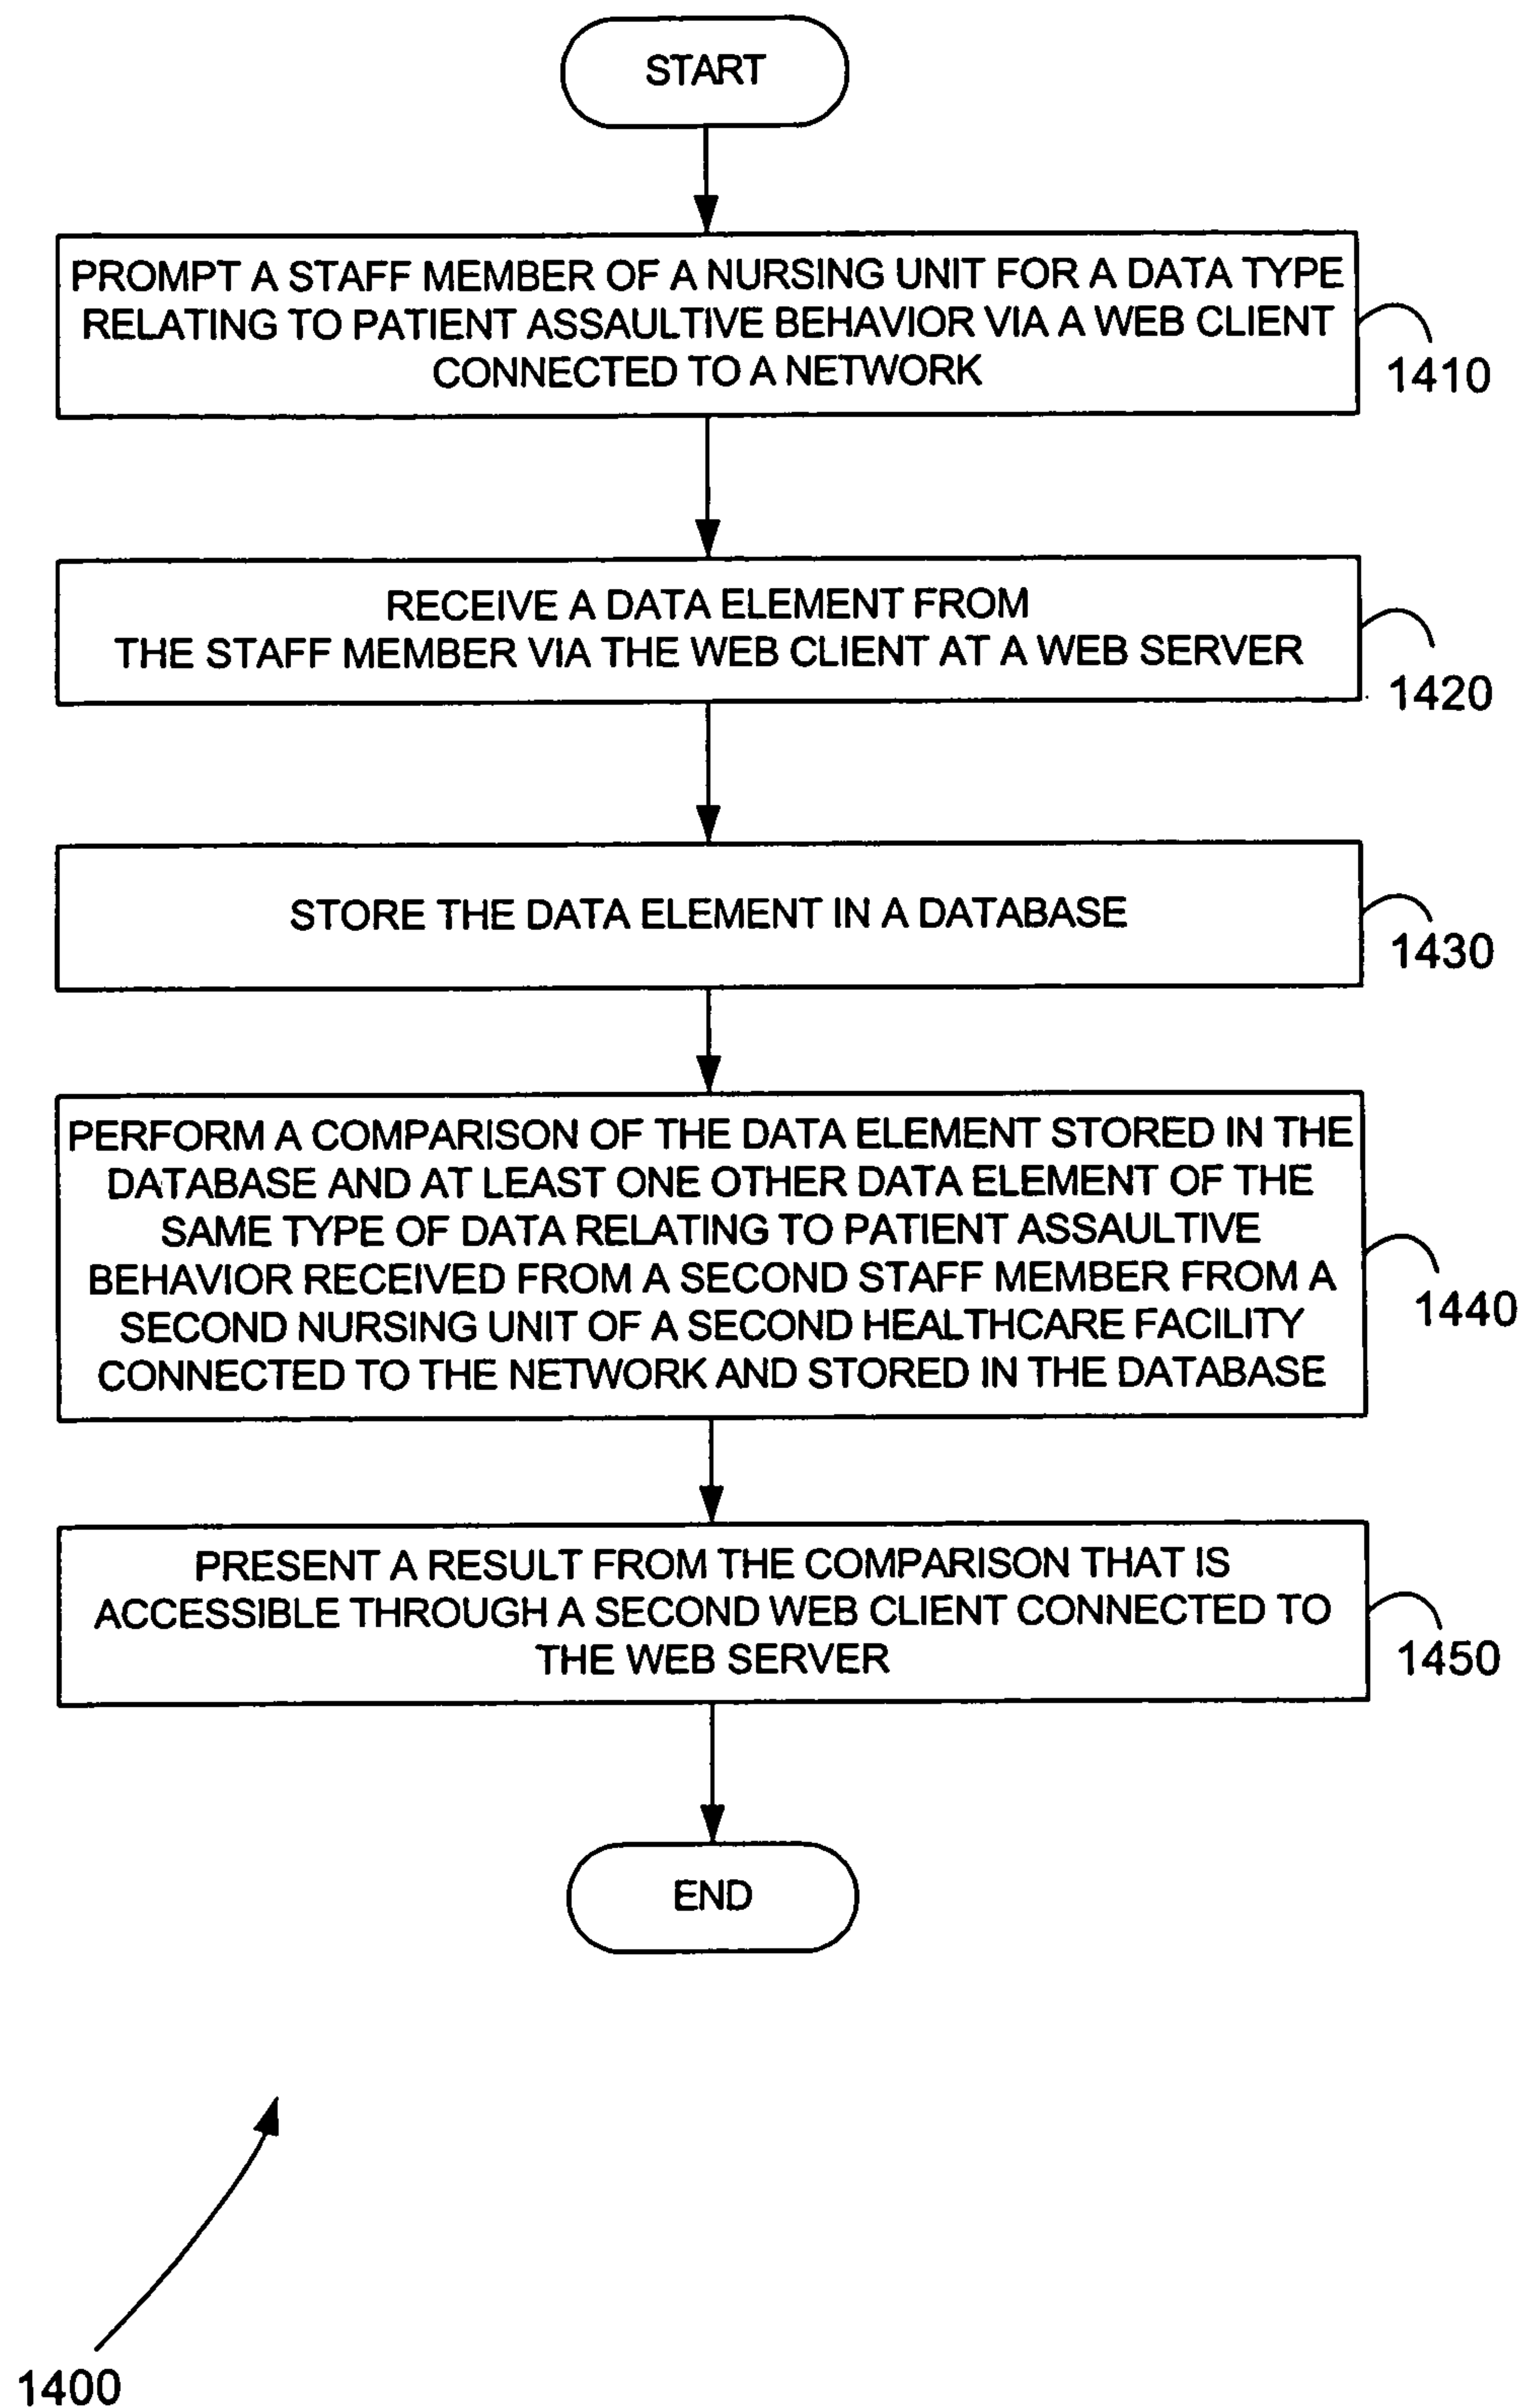 START
PROMPT A STAFF MEMBER OF A NURSING UNIT FOR A DATA TYPE
RELATING TO PATIENT ASSAULTIVE BEHAVIOR VIA A WEB CLIENT
CONNECTED TO A NETWORK
1410
RECEIVE A DATA ELEMENT FROM
THE STAFF MEMBER VIA THE WEB CLIENT AT A WEB SERVER
1420
STORE THE DATA ELEMENT IN A DATABASE
1430
PERFORM A COMPARISON OF THE DATA ELEMENT STORED IN THE
DATABASE AND AT LEAST ONE OTHER DATA ELEMENT OF THE
SAME TYPE OF DATA RELATING TO PATIENT ASSAULTIVE
BEHAVIOR RECEIVED FROM A SECOND STAFF MEMBER FROM A
SECOND NURSING UNIT OF A SECOND HEALTHCARE FACILITY
CONNECTED TO THE NETWORK AND STORED IN THE DATABASE
1440
PRESENT A RESULT FROM THE COMPARISON THAT IS
ACCESSIBLE THROUGH A SECOND WEB CLIENT CONNECTED TO
THE WEB SERVER
1450
END
1400